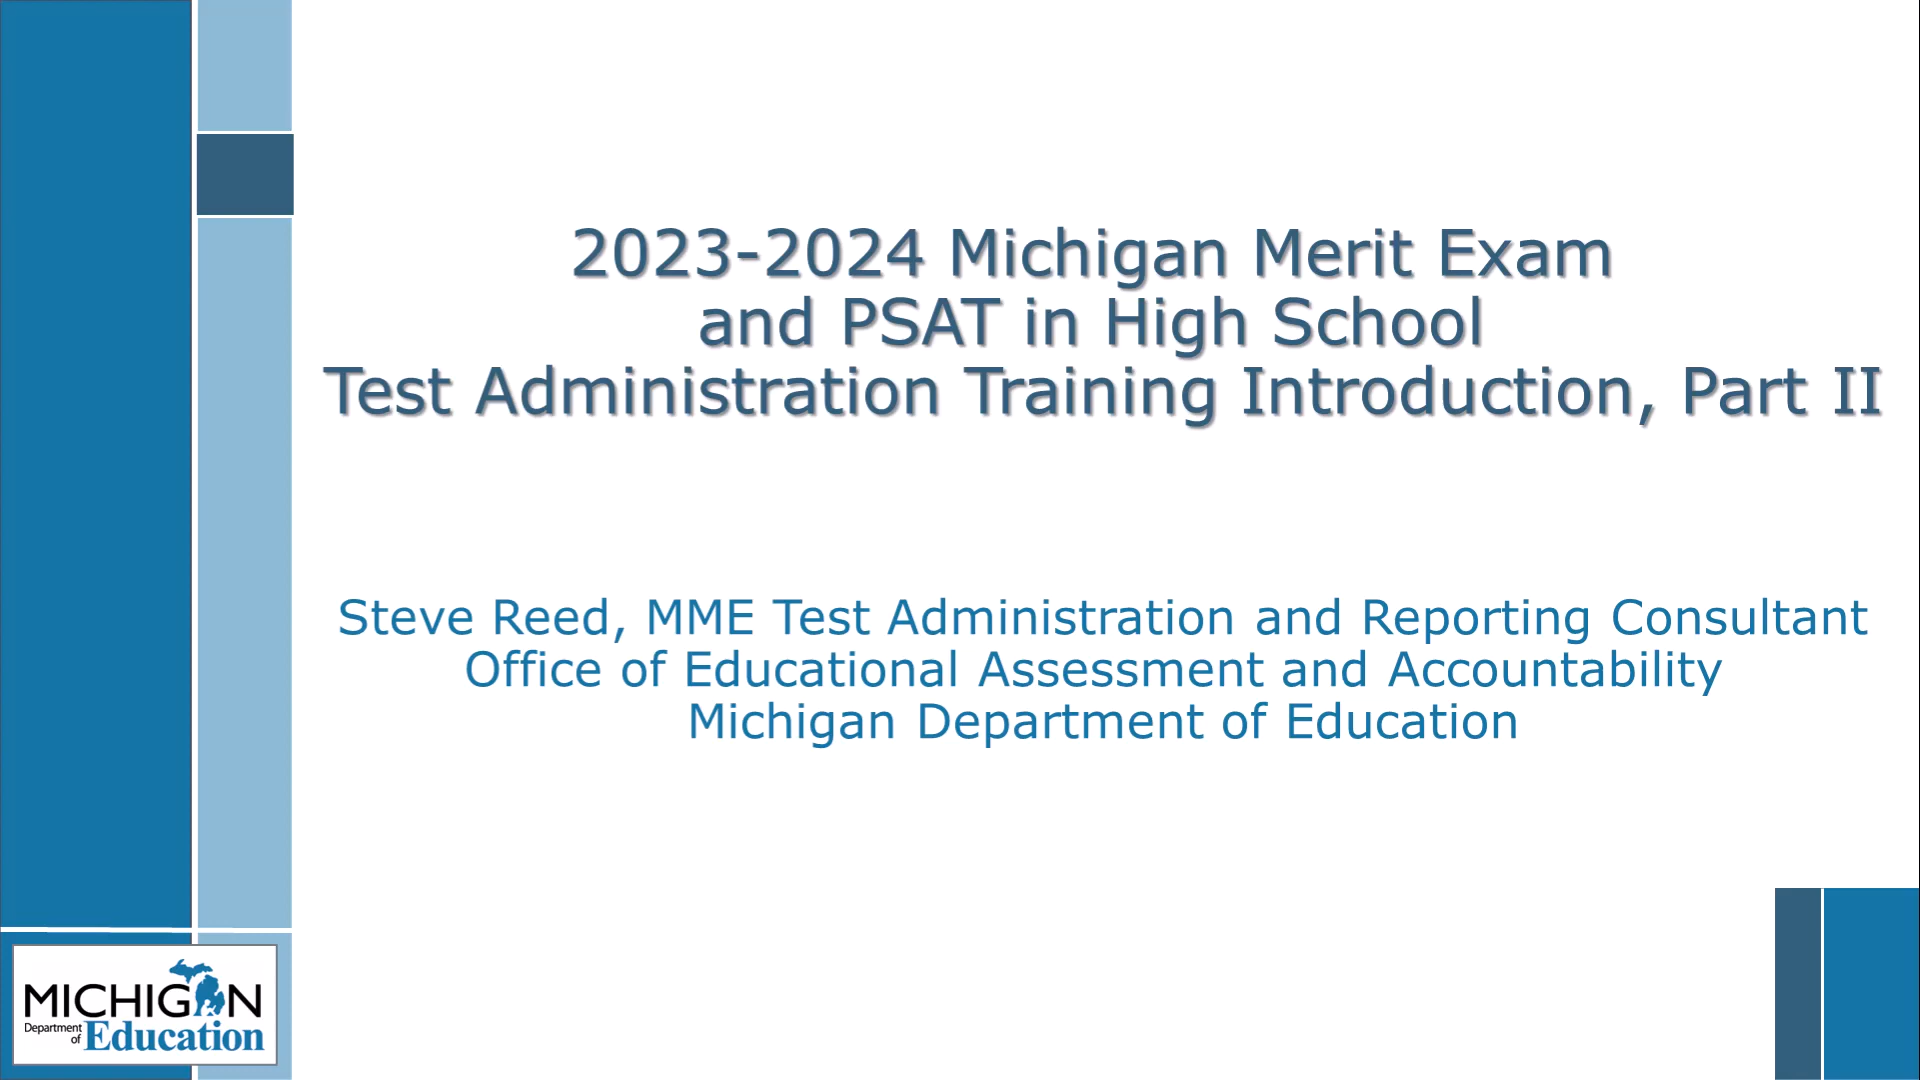 2023-2024 Michigan Merit Exam
and PSAT in High School
Test Administration Training Introduction, Part II
Steve Reed, MME Test Administration and Reporting Consultant
Office of Educational Assessment and Accountability
Michigan Department of Education
MICHIGAN
Department
of Education